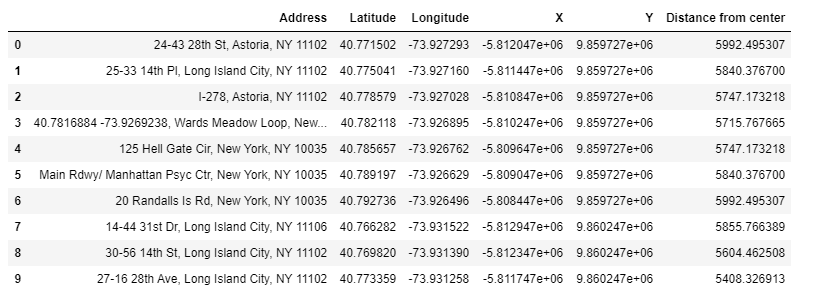 Address Latitude Longitude X Y Distance from center
0 24-43 28th St, Astoria, NY 11102 40.771502 -73.927293 -5.812047e+06 9.859727e+06 5992.495307
1 25-33 14th Pl, Long Island City, NY 11102 40.775041 -73.927160 -5.811447e+06 9.859727e+06 5840.376700
2 I-278, Astoria, NY 11102 40.778579 -73.927028 -5.810847e+06 9.859727e+06 5747.173218
3 40.7816884 -73.9269238, Wards Meadow Loop, New... 40.782118 -73.926895 -5.810247e+06 9.859727e+06 5715.767665
4 125 Hell Gate Cir, New York, NY 10035 40.785657 -73.926762 -5.809647e+06 9.859727e+06 5747.173218
5 Main Rdwy/ Manhattan Psyc Ctr, New York, NY 10035 40.789197 -73.926629 -5.809047e+06 9.859727e+06 5840.376700
6 20 Randalls Is Rd, New York, NY 10035 40.792736 -73.926496 -5.808447e+06 9.859727e+06 5992.495307
7 14-44 31st Dr, Long Island City, NY 11106 40.766282 -73.931522 -5.812947e+06 9.860247e+06 5855.766389
8 30-56 14th St, Long Island City, NY 11102 40.769820 -73.931390 -5.812347e+06 9.860247e+06 5604.462508
9 27-16 28th Ave, Long Island City, NY 11102 40.773359 -73.931258 -5.811747e+06 9.860247e+06 5408.326913